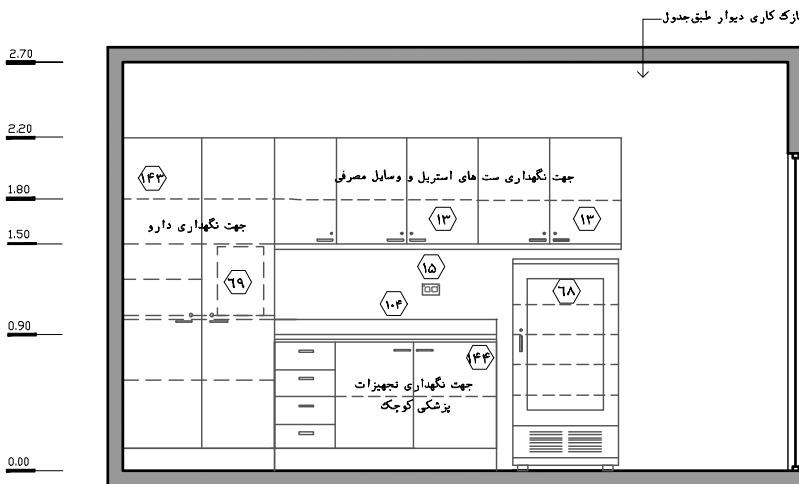 نازک کاری دیوار طبق جدول
2.70
2.20
1.80
1.50
0.90
0.00
۱۴۳
جهت نگهداری ست های استریل و وسایل مصرفی
۱۳
۱۳
جهت نگهداری دارو
۱۵
۶۹
۶۸
۱۰۴
۱۴۴
جهت نگهداری تجهیزات
پزشکی کوچک